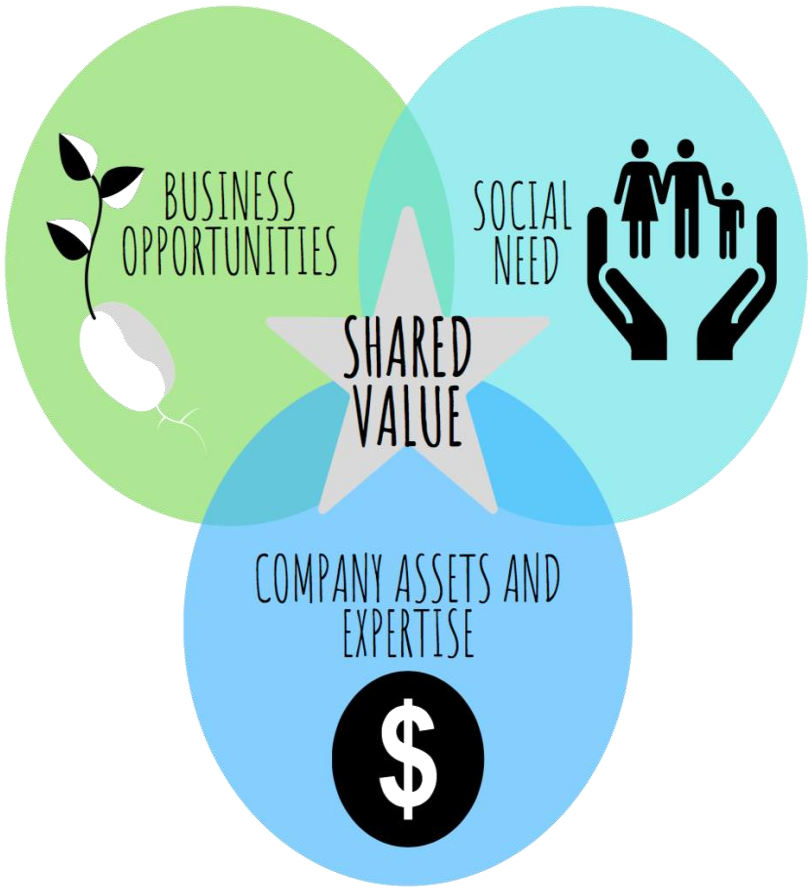 BUSINESS
OPPORTUNITIES
SOCIAL
NEED
SHARED
VALUE
COMPANY ASSETS AND
EXPERTISE
$